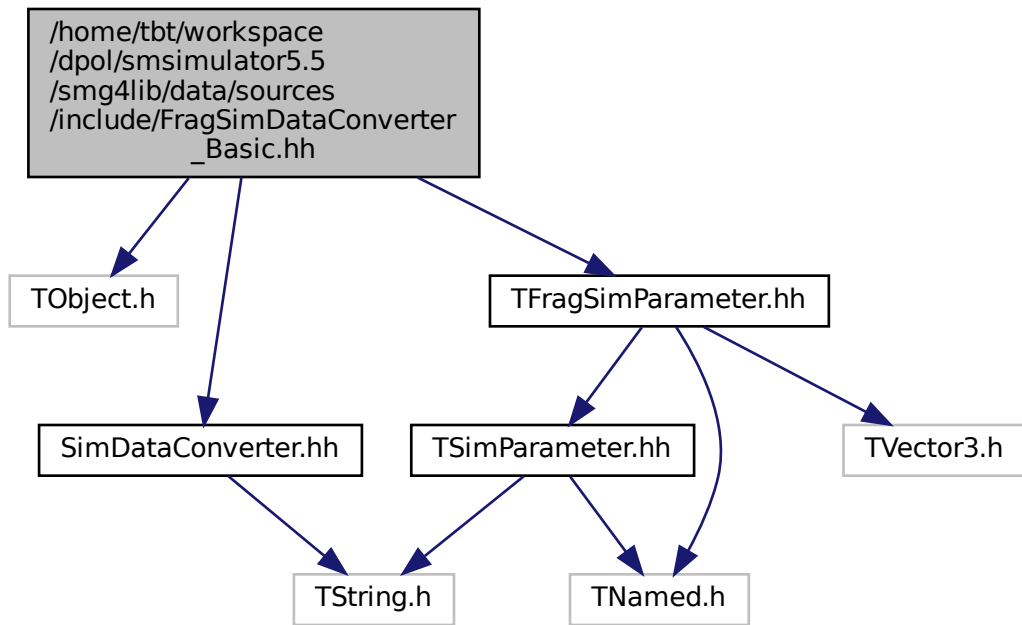 /home/tbt/workspace
/dpol/smsimulator5.5
/smg4lib/data/sources
/include/FragSimDataConverter
_Basic.hh
TObject.h
TFragSimParameter.hh
SimDataConverter.hh
TSimParameter.hh
TVector3.h
TString.h
TNamed.h